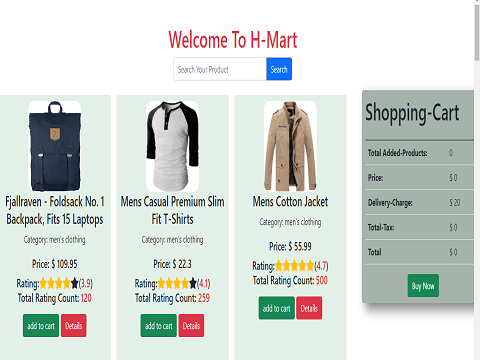 Welcome To H-Mart
Search Your Product
Search
Fjallraven - Foldsack No. 1
Backpack, Fits 15 Laptops
Category: men's clothing
Price: $ 109.95
Rating: (3.9)
Total Rating Count: 120
add to cart
Details
Mens Casual Premium Slim
Fit T-Shirts
Category: men's clothing
Price: $ 22.3
Rating: (4.1)
Total Rating Count: 259
add to cart
Details
Mens Cotton Jacket
Category: men's clothing
Price: $ 55.99
Rating: (4.7)
Total Rating Count: 500
add to cart
Details
Shopping-Cart
Total Added-Products: 0
Price: $ 0
Delivery-Charge: $ 20
Total-Tax: $ 0
Total $ 0
Buy Now